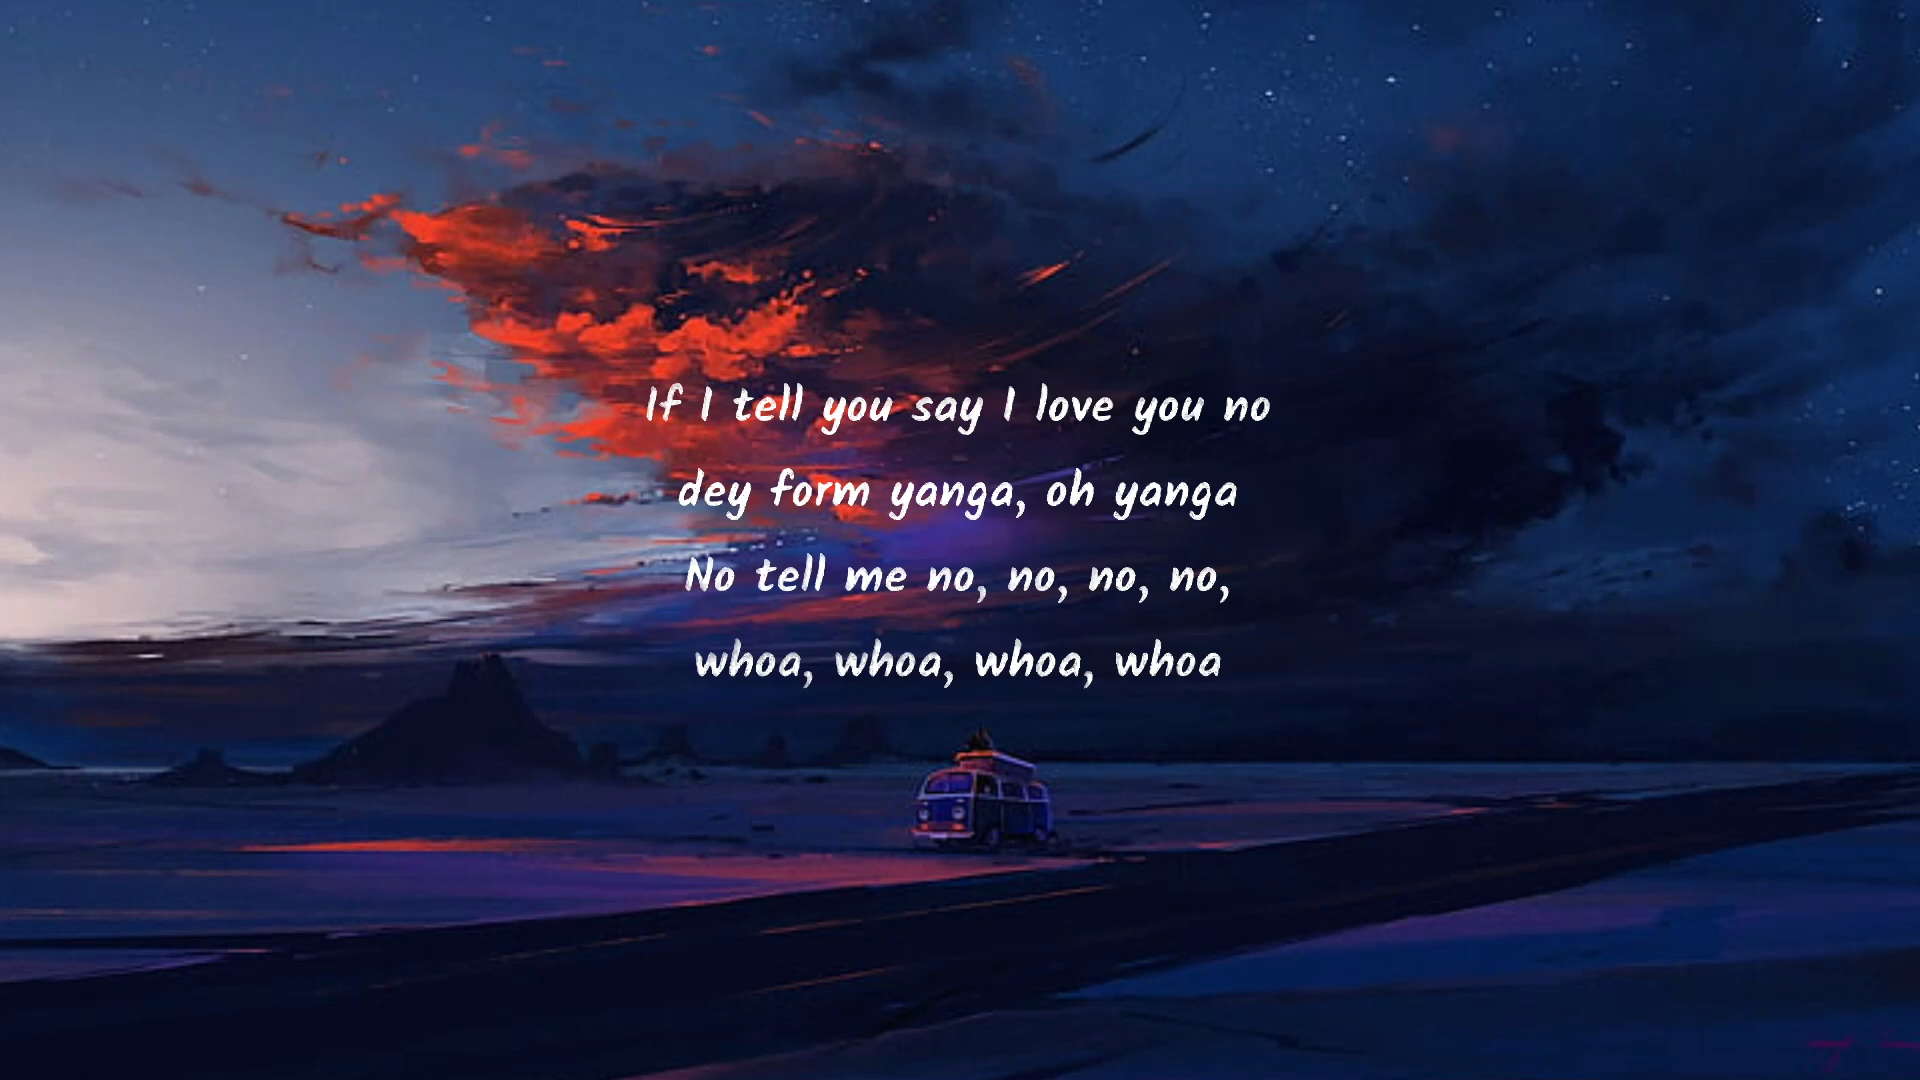 If I tell you say I love you no
dey form yanga, oh yanga
No tell me no, no, no, no,
whoa, whoa, whoa, whoa